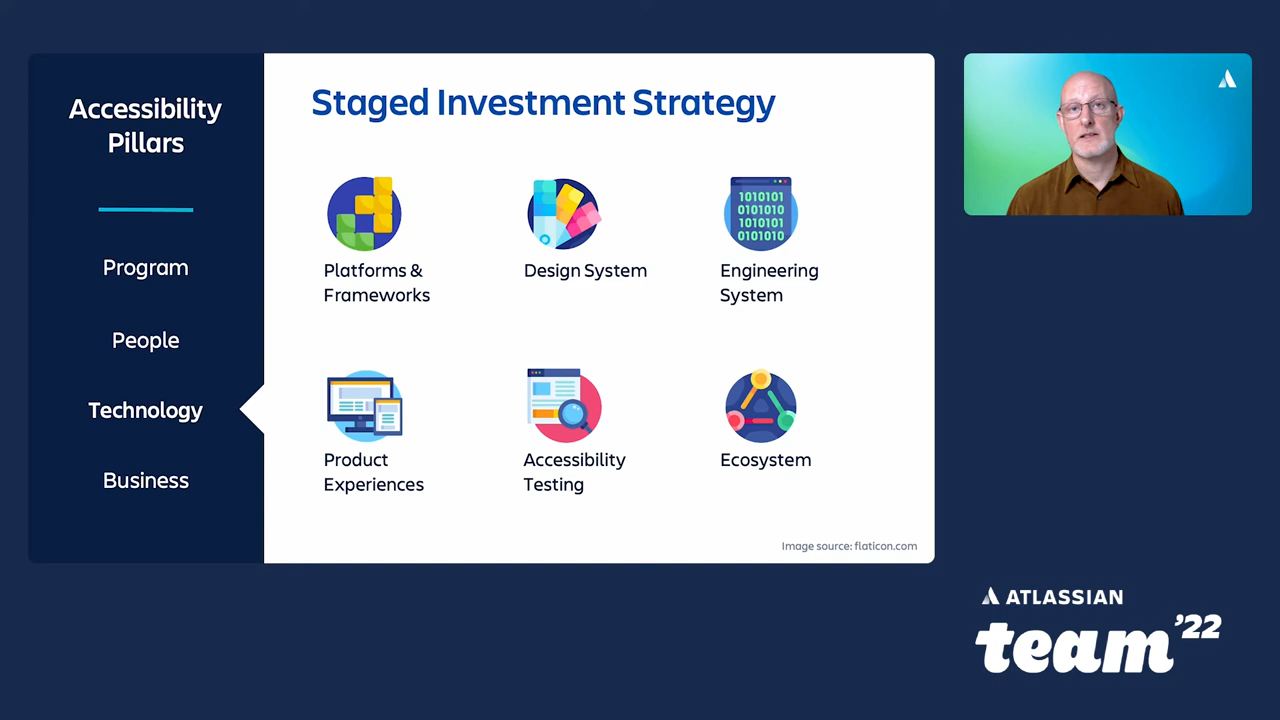 Accessibility
Pillars
Program
People
Technology
Business
Staged Investment Strategy
Platforms &
Frameworks
Design System
1010101
0101010
1010101
0101010
Engineering
System
Product
Experiences
Accessibility
Testing
Ecosystem
Image source: flaticon.com
ATLASSIAN
team '22